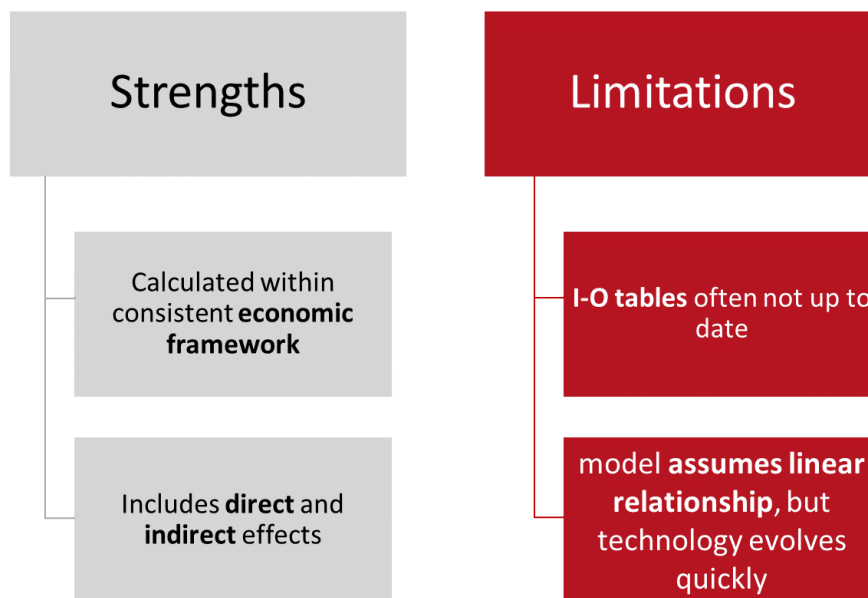 Strengths
Calculated within
consistent economic
framework
Includes direct and
indirect effects
Limitations
I-O tables often not up to
date
model assumes linear
relationship, but
technology evolves
quickly